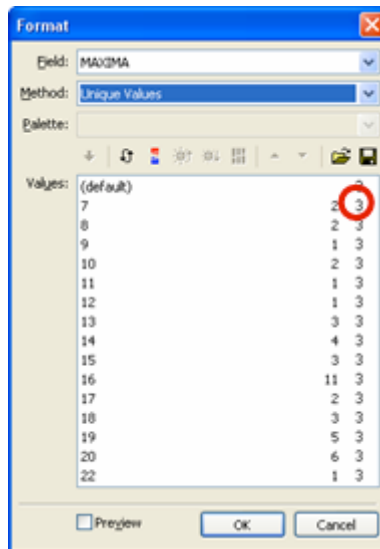 Format
Field: MAXIMA
Method: Unique Values
Palette:
Values: (default) 3
7 2 3
8 2 3
9 1 3
10 2 3
11 1 3
12 1 3
13 3 3
14 4 3
15 3 3
16 11 3
17 2 3
18 3 3
19 5 3
20 6 3
22 1 3
Preview OK Cancel